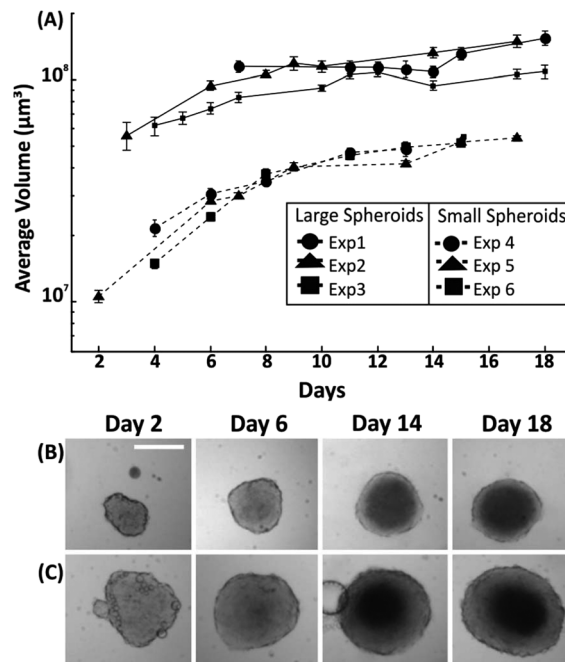 (A)
Average Volume (µm³)
10⁸
10⁷
Large Spheroids Small Spheroids
Exp1 Exp 4
Exp2 Exp 5
Exp3 Exp 6
2 4 6 8 10 12 14 16 18
Days
Day 2 Day 6 Day 14 Day 18
(B)
(C)